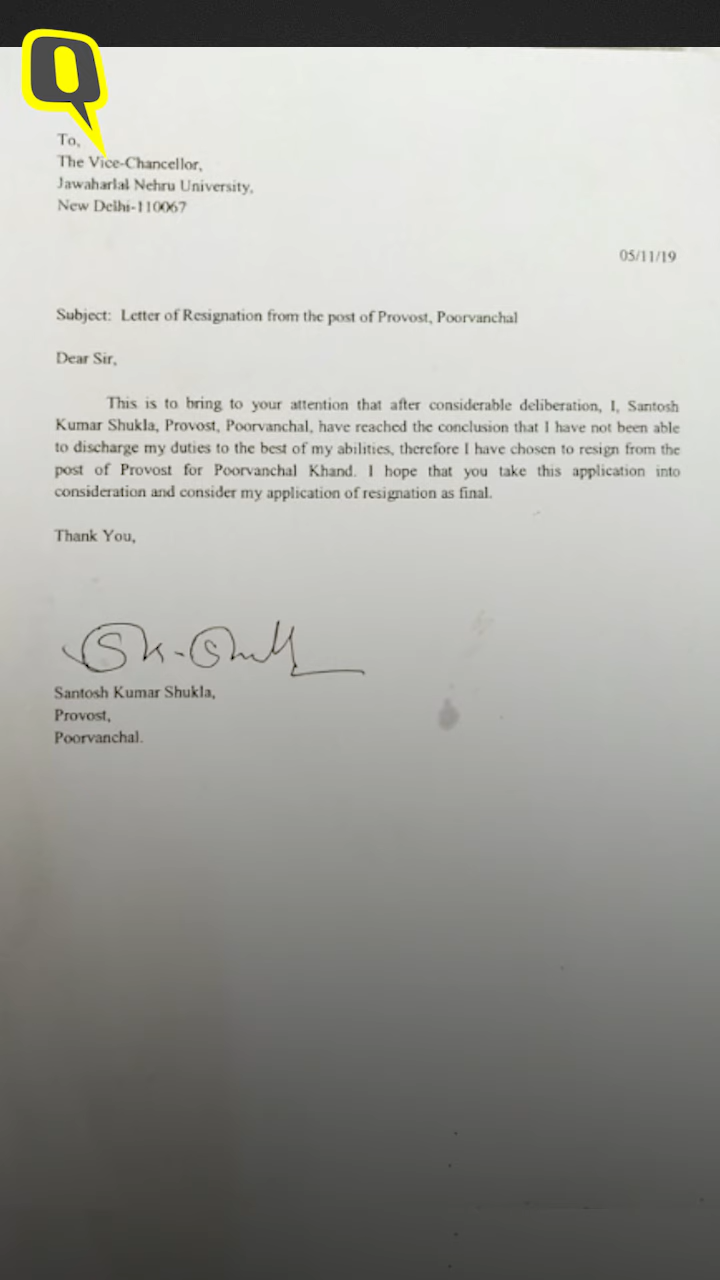 To,
The Vice-Chancellor,
Jawaharlal Nehru University,
New Delhi-110067
05/11/19
Subject: Letter of Resignation from the post of Provost, Poorvanchal
Dear Sir,
This is to bring to your attention that after considerable deliberation, I, Santosh
Kumar Shukla, Provost, Poorvanchal, have reached the conclusion that I have not been able
to discharge my duties to the best of my abilities, therefore I have chosen to resign from the
post of Provost for Poorvanchal Khand. I hope that you take this application into
consideration and consider my application of resignation as final.
Thank You,
SK-Shukla
Santosh Kumar Shukla,
Provost,
Poorvanchal.